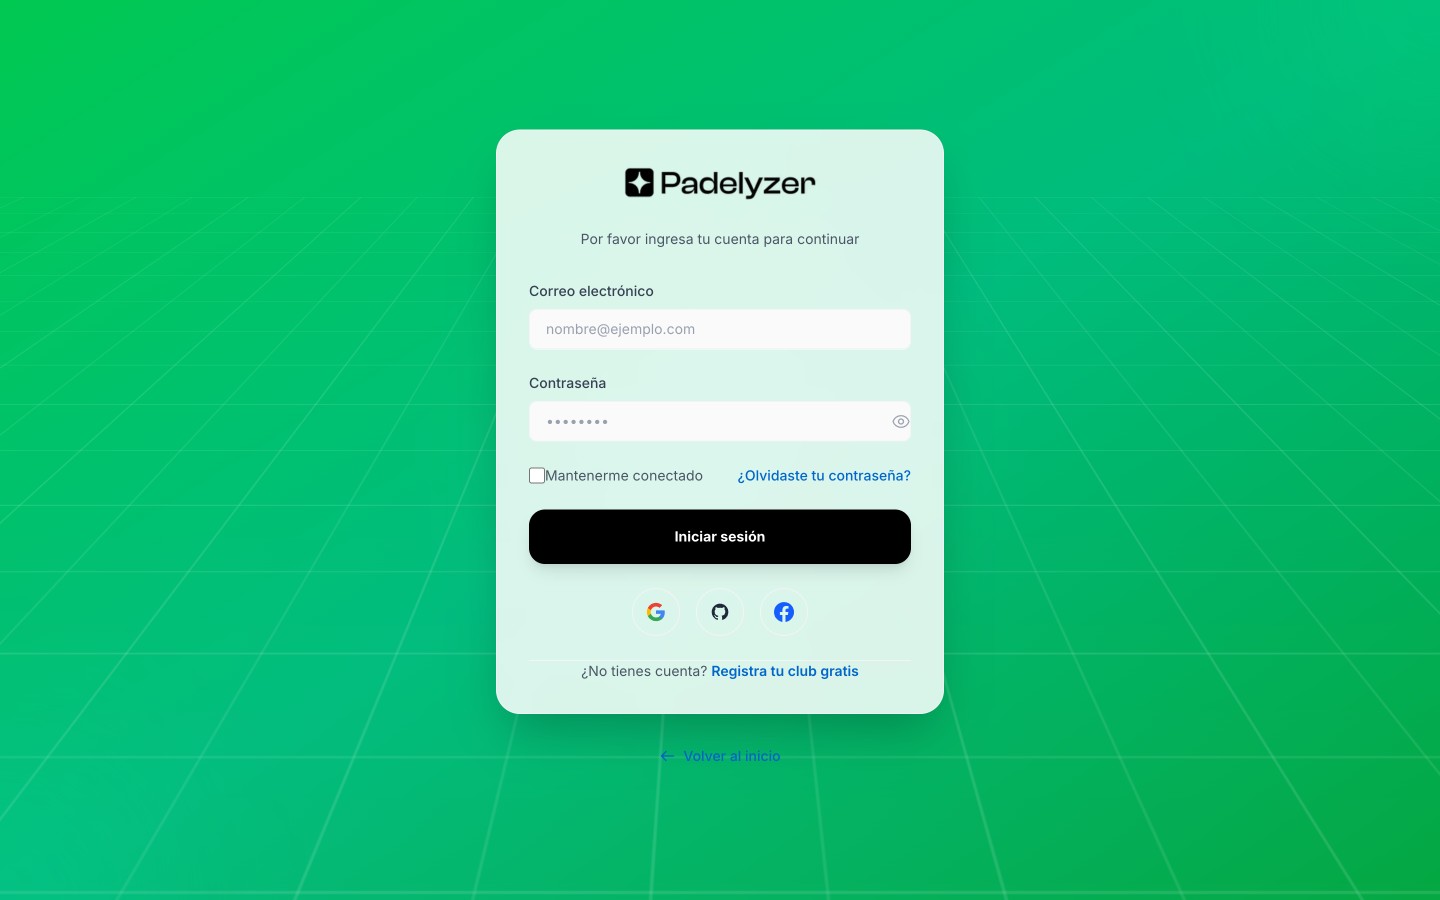 Padelyzer
Por favor ingresa tu cuenta para continuar
Correo electrónico
nombre@ejemplo.com
Contraseña
••••••••
Mantenerme conectado ¿Olvidaste tu contraseña?
Iniciar sesión
¿No tienes cuenta? Registra tu club gratis
← Volver al inicio